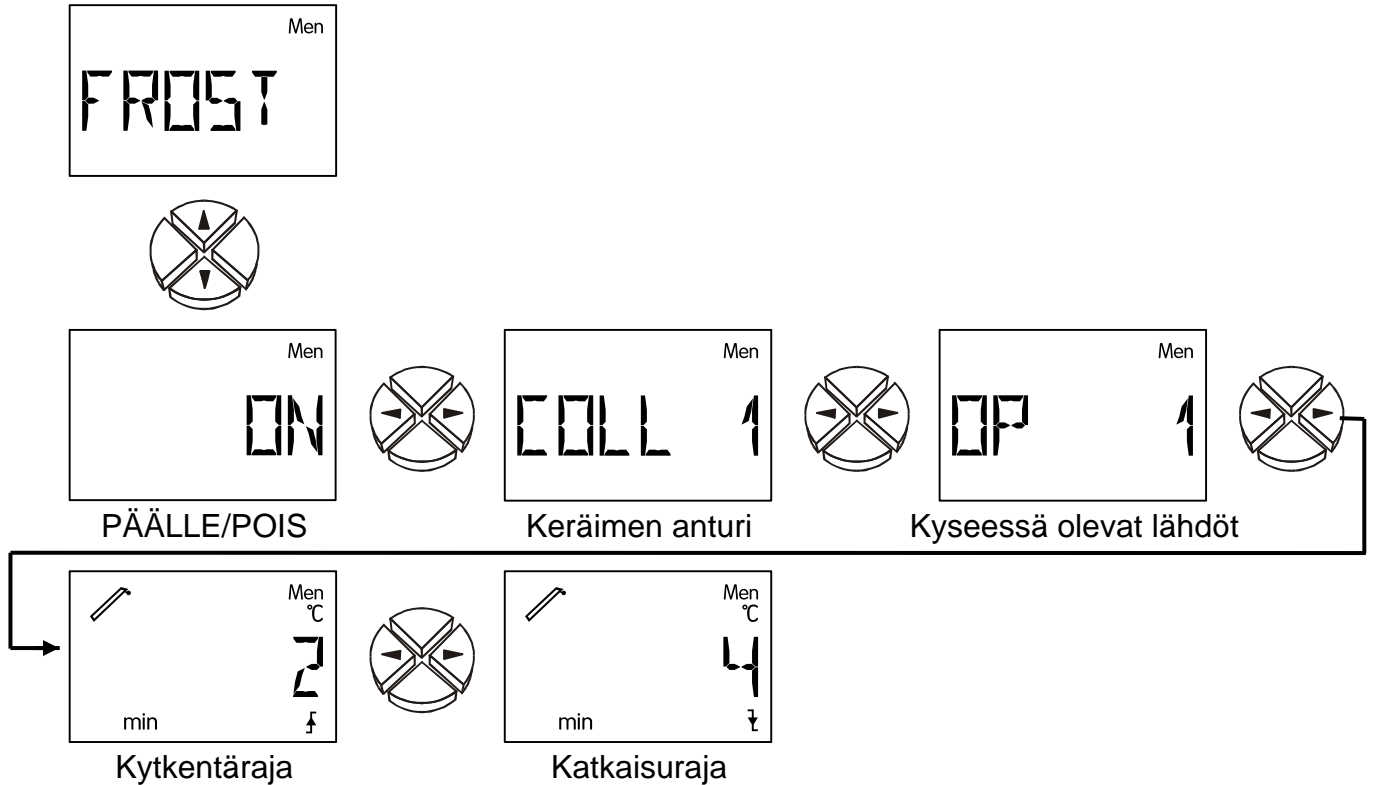 Men
FROST
Men
ON
Men
COLL 1
Men
OP 1
PÄÄLLE/POIS
Keräimen anturi
Kyseessä olevat lähdöt
Men
°C
2
min
Men
°C
4
min
Kytkentäraja
Katkaisuraja